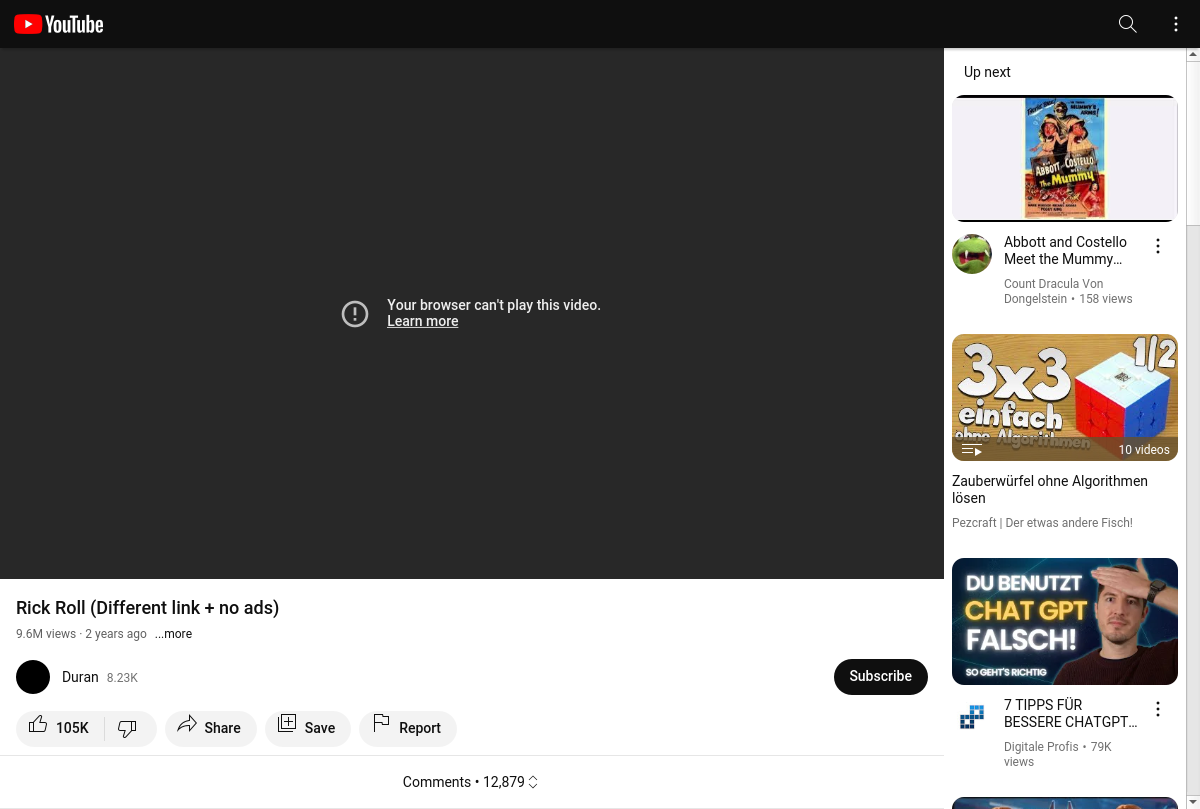 YouTube
Your browser can't play this video.
Learn more
Rick Roll (Different link + no ads)
9.6M views · 2 years ago ...more
Duran 8.23K
Subscribe
105K
Share
Save
Report
Comments • 12,879
Up next
ABBOTT and COSTELLO
Meet
The Mummy
Abbott and Costello
Meet the Mummy...
Count Dracula Von
Dongelstein • 158 views
1/2
3x3
einfach
ohne Algorithmen
10 videos
Zauberwürfel ohne Algorithmen
lösen
Pezcraft | Der etwas andere Fisch!
DU BENUTZT
CHAT GPT
FALSCH!
SO GEHT'S RICHTIG
7 TIPPS FÜR
BESSERE CHATGPT...
Digitale Profis • 79K
views